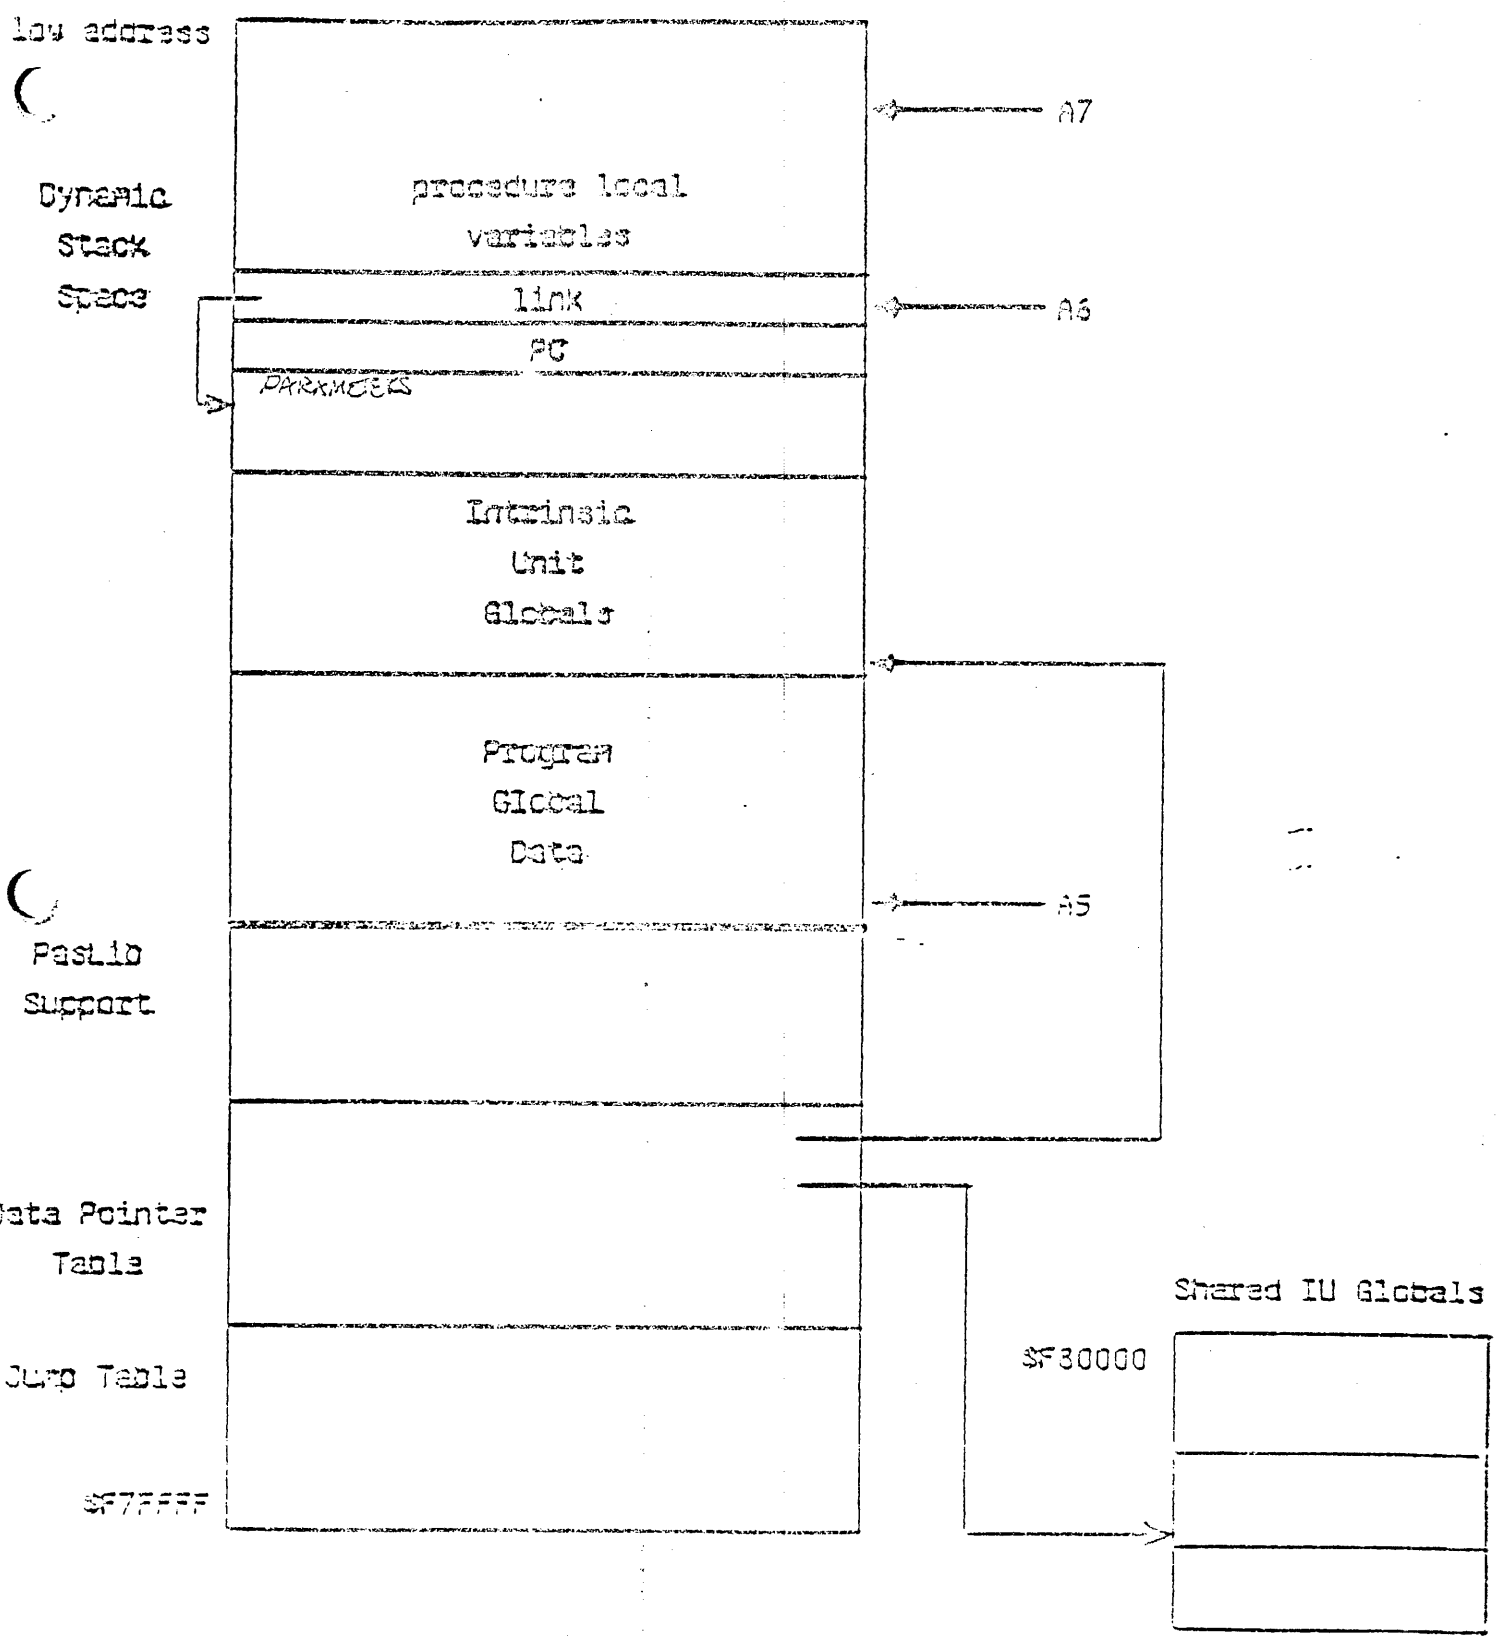 low address
A7
Dynamic
Stack
Space
procedure local
variables
link
A6
PC
PARAMETERS
Intrinsic
Unit
Globals
Program
Global
Data
A5
PasLib
Support
Data Pointer
Table
Shared IU Globals
Jump Table
$F80000
$F7FFFF